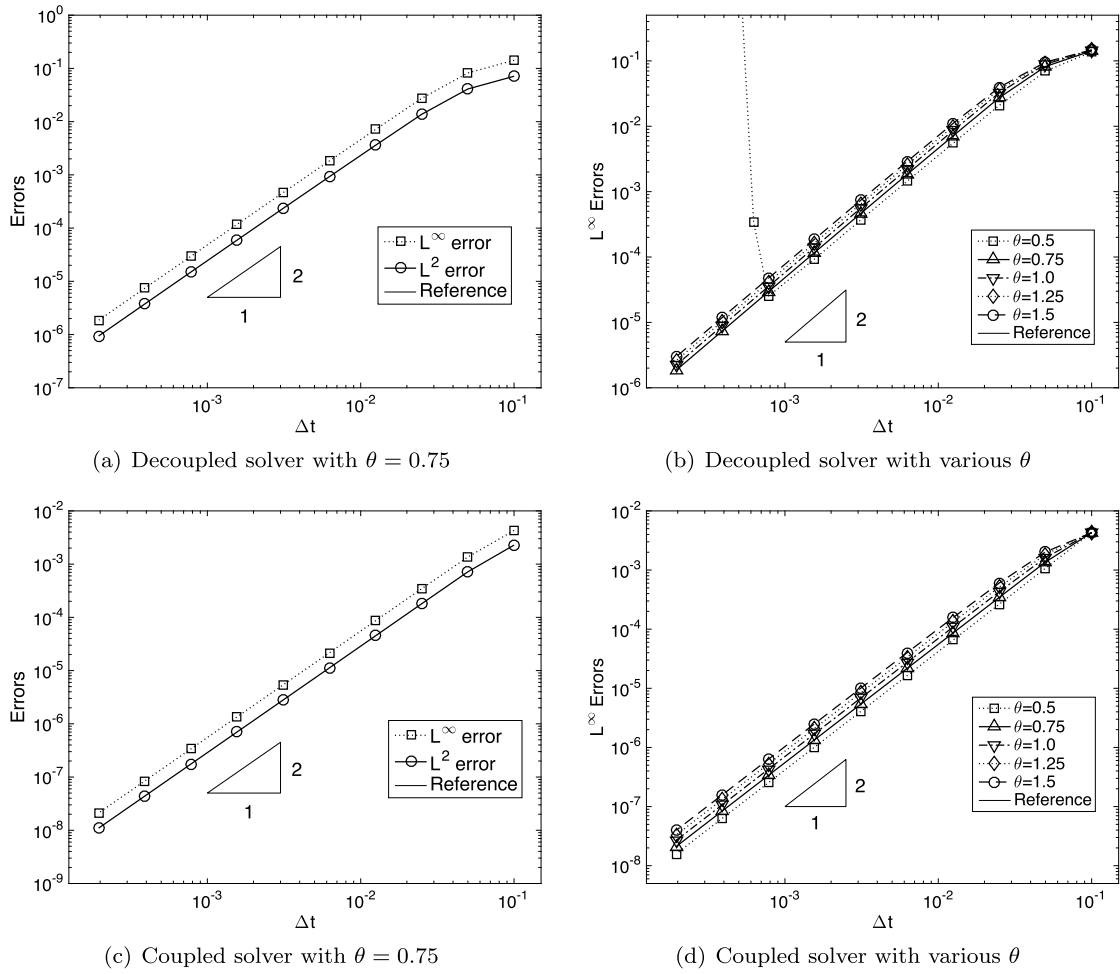 10^0
10^-1
10^-2
10^-3
10^-4
10^-5
10^-6
10^-7
Errors
10^-3
10^-2
10^-1
Δt
L^∞ error
L^2 error
Reference
2
1
(a) Decoupled solver with θ = 0.75
10^-1
10^-2
10^-3
10^-4
10^-5
10^-6
L^∞ Errors
10^-3
10^-2
10^-1
Δt
θ=0.5
θ=0.75
θ=1.0
θ=1.25
θ=1.5
Reference
2
1
(b) Decoupled solver with various θ
10^-2
10^-3
10^-4
10^-5
10^-6
10^-7
10^-8
10^-9
Errors
10^-3
10^-2
10^-1
Δt
L^∞ error
L^2 error
Reference
2
1
(c) Coupled solver with θ = 0.75
10^-2
10^-3
10^-4
10^-5
10^-6
10^-7
10^-8
L^∞ Errors
10^-3
10^-2
10^-1
Δt
θ=0.5
θ=0.75
θ=1.0
θ=1.25
θ=1.5
Reference
2
1
(d) Coupled solver with various θ